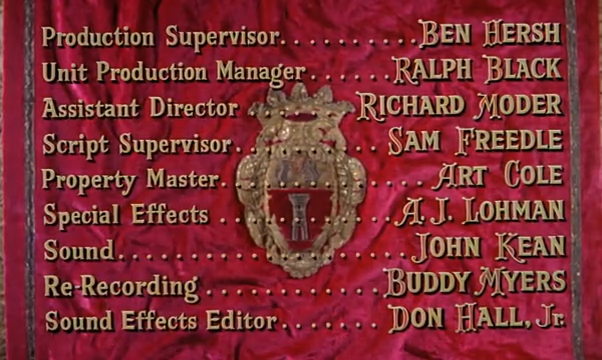 Production Supervisor..........BEN HERSH
Unit Production Manager.......RALPH BLACK
Assistant Director RICHARD MODER
Script Supervisor.............SAM FREEDLE
Property Master...............ART COLE
Special Effects ..............A. J. LOHMAN
Sound.........................JOHN KEAN
Re-Recording .................BUDDY MYERS
Sound Effects Editor.......DON HALL, Jr.